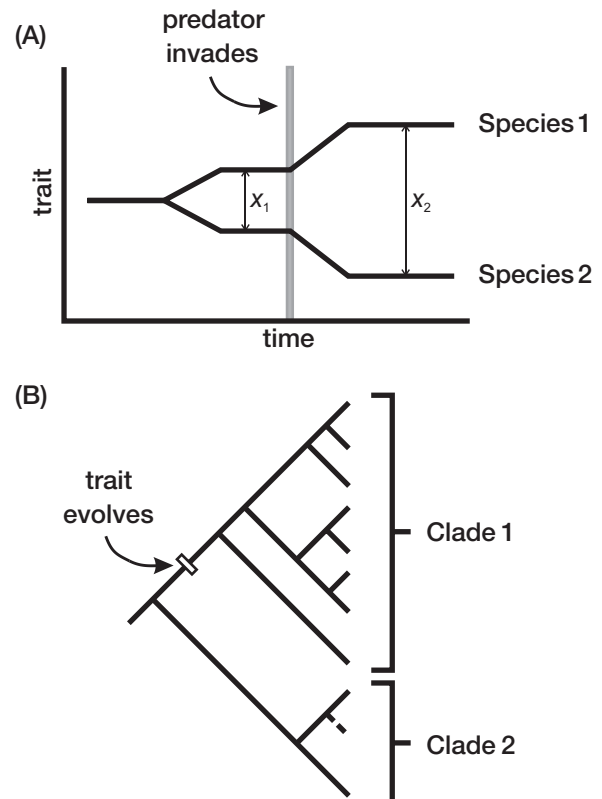 (A)
predator
invades
trait
x₁
x₂
Species 1
Species 2
time
(B)
trait
evolves
Clade 1
Clade 2